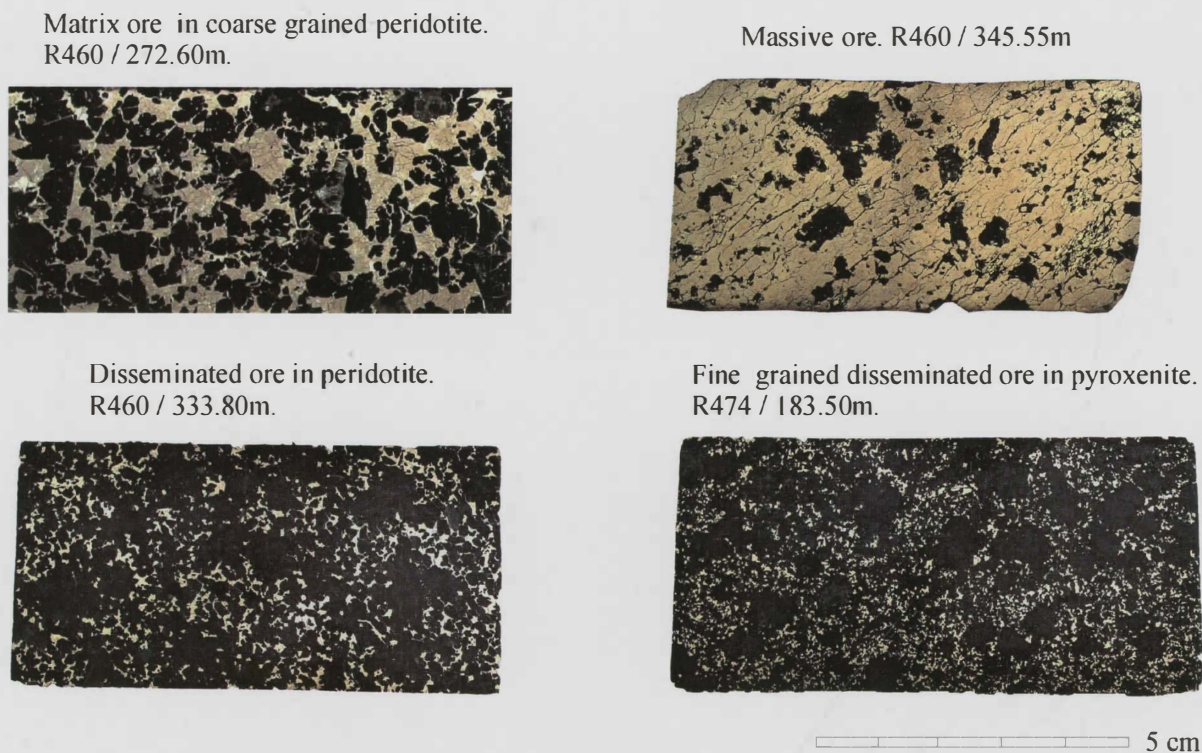 Matrix ore in coarse grained peridotite.
R460 / 272.60m.
Massive ore. R460 / 345.55m
Disseminated ore in peridotite.
R460 / 333.80m.
Fine grained disseminated ore in pyroxenite.
R474 / 183.50m.
5 cm